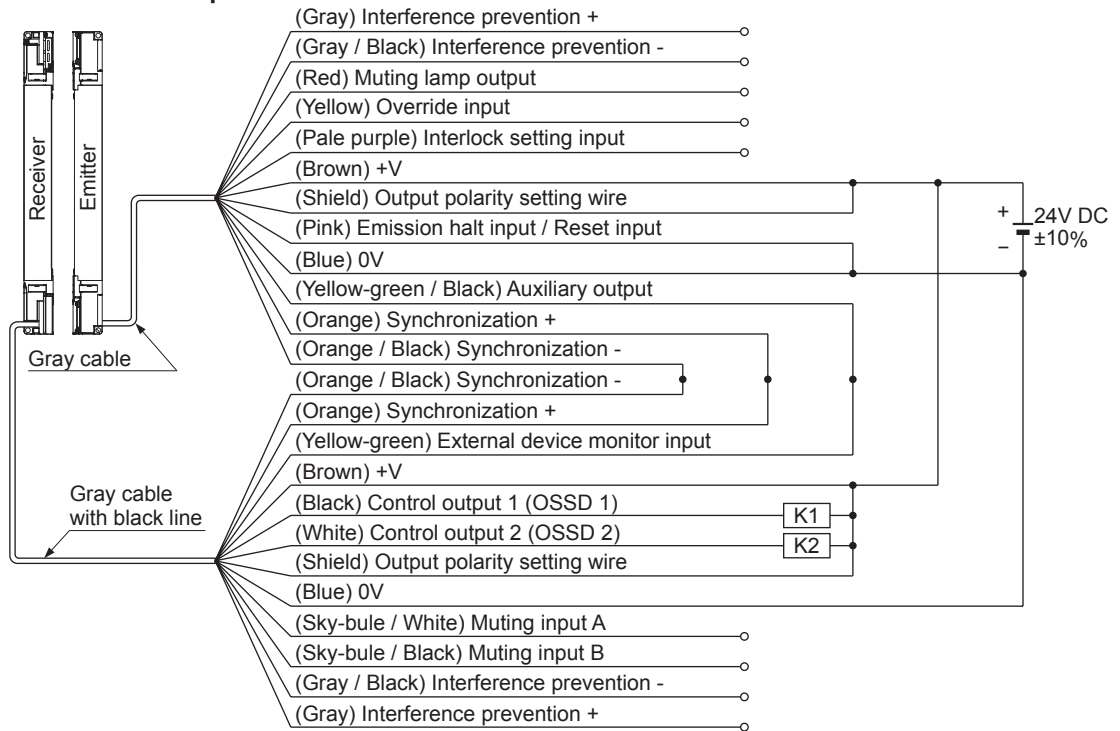 (Gray) Interference prevention +
(Gray / Black) Interference prevention -
(Red) Muting lamp output
(Yellow) Override input
(Pale purple) Interlock setting input
(Brown) +V
(Shield) Output polarity setting wire
(Pink) Emission halt input / Reset input
(Blue) 0V
(Yellow-green / Black) Auxiliary output
(Orange) Synchronization +
(Orange / Black) Synchronization -
(Orange / Black) Synchronization -
(Orange) Synchronization +
(Yellow-green) External device monitor input
(Brown) +V
(Black) Control output 1 (OSSD 1)
(White) Control output 2 (OSSD 2)
(Shield) Output polarity setting wire
(Blue) 0V
(Sky-bule / White) Muting input A
(Sky-bule / Black) Muting input B
(Gray / Black) Interference prevention -
(Gray) Interference prevention +
Receiver
Emitter
Gray cable
Gray cable
with black line
K1
K2
+
24V DC
±10%
−